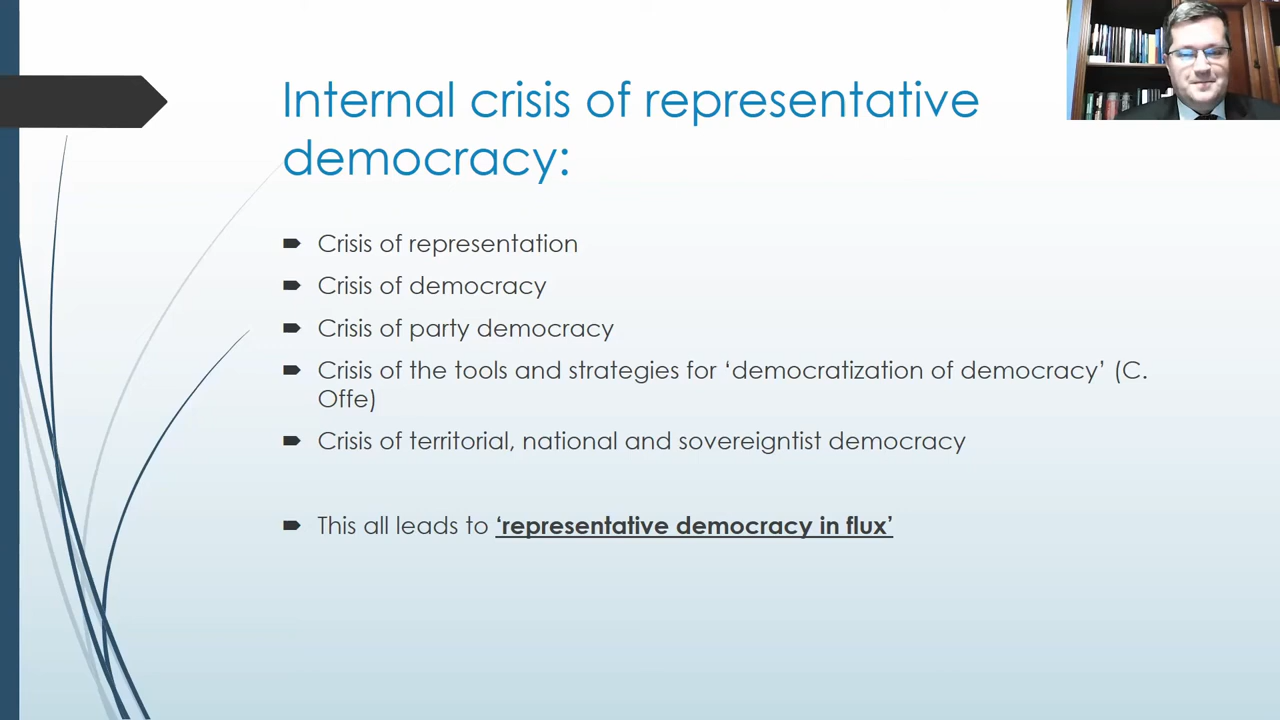 Internal crisis of representative
democracy:
Crisis of representation
Crisis of democracy
Crisis of party democracy
Crisis of the tools and strategies for ‘democratization of democracy’ (C.
Offe)
Crisis of territorial, national and sovereigntist democracy
This all leads to ‘representative democracy in flux’